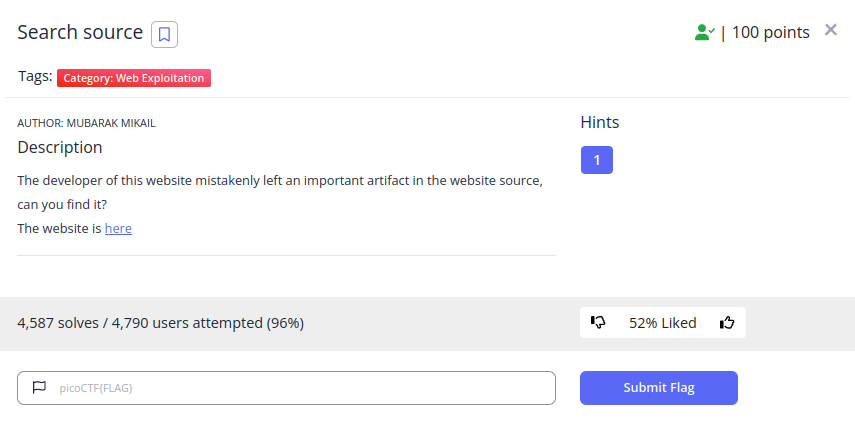 Search source
| 100 points
Tags: Category: Web Exploitation
AUTHOR: MUBARAK MIKAIL
Description
The developer of this website mistakenly left an important artifact in the website source,
can you find it?
The website is here
Hints
1
4,587 solves / 4,790 users attempted (96%)
52% Liked
picoCTF{FLAG}
Submit Flag